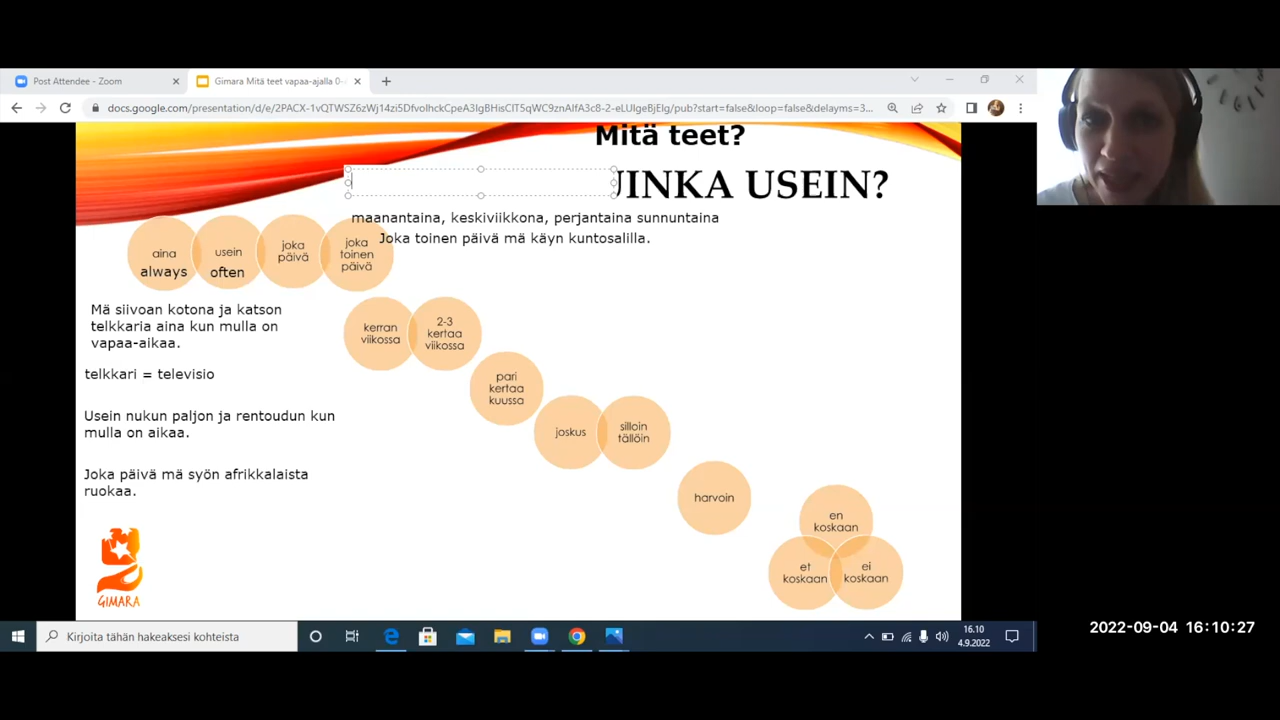 Post Attendee - Zoom
Gimara Mitä teet vapaa-ajalla 0-
docs.google.com/presentation/d/e/2PACX-1vQTWSZ6zWj14zi5DfvolhckCpeA3IgBHisClT5qWC9znAIfA3c8-2-eLUIgeBjEIg/pub?start=false&loop=false&delayms=3...
Mitä teet?
UINKA USEIN?
maanantaina, keskiviikkona, perjantaina sunnuntaina
Joka toinen päivä mä käyn kuntosalilla.
aina
always
usein
often
joka
päivä
joka
toinen
päivä
Mä siivoan kotona ja katson
telkkaria aina kun mulla on
vapaa-aikaa.
telkkari = televisio
Usein nukun paljon ja rentoudun kun
mulla on aikaa.
Joka päivä mä syön afrikkalaista
ruokaa.
kerran
viikossa
2-3
kertaa
viikossa
pari
kertaa
kuussa
joskus
silloin
tällöin
harvoin
en
koskaan
et
koskaan
ei
koskaan
GIMARA
Kirjoita tähän hakeaksesi kohteista
16.10
4.9.2022
2022-09-04 16:10:27